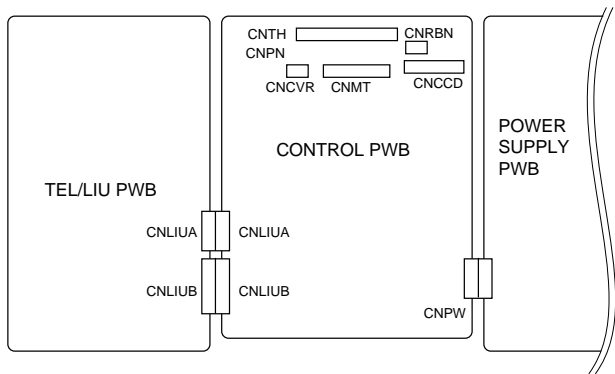 CNTH
CNRBN
CNPN
CNCVR
CNMT
CNCCD
POWER
SUPPLY
PWB
CONTROL PWB
TEL/LIU PWB
CNLIUA
CNLIUA
CNLIUB
CNLIUB
CNPW